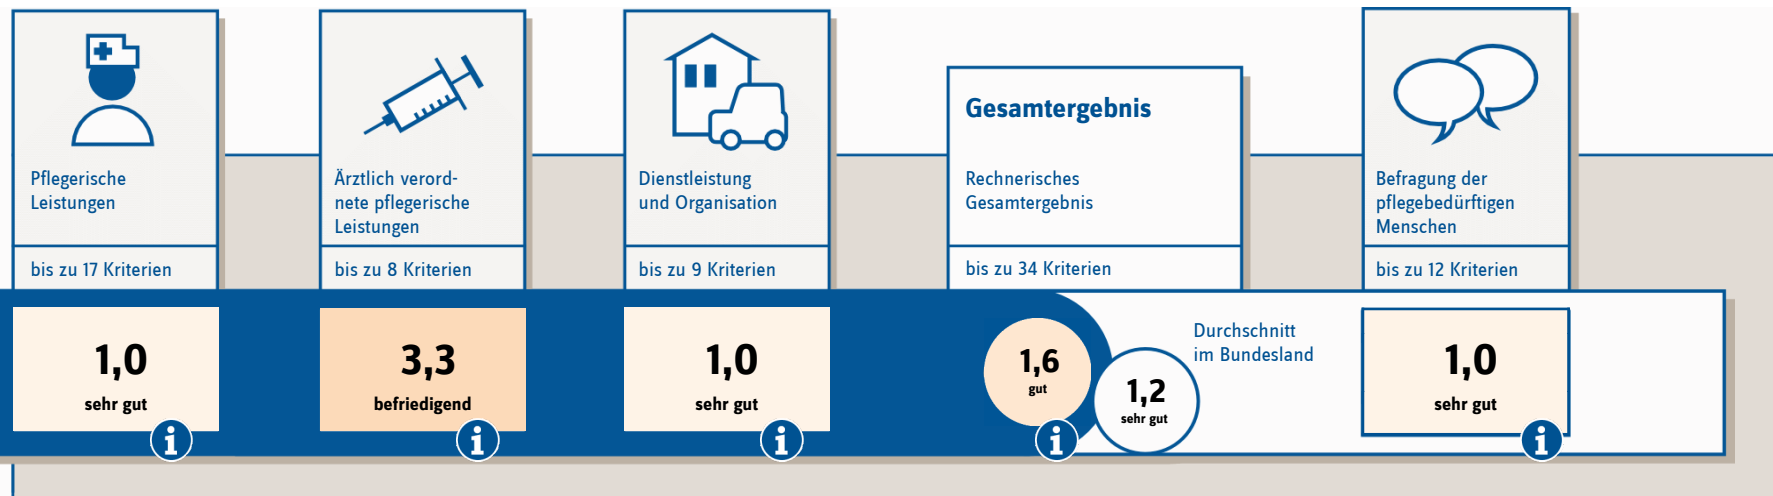 Pflegerische
Leistungen
bis zu 17 Kriterien
1,0
sehr gut
i
Ärztlich verord-
nete pflegerische
Leistungen
bis zu 8 Kriterien
3,3
befriedigend
i
Dienstleistung
und Organisation
bis zu 9 Kriterien
1,0
sehr gut
i
Gesamtergebnis
Rechnerisches
Gesamtergebnis
bis zu 34 Kriterien
1,6
gut
i
Durchschnitt
im Bundesland
1,2
sehr gut
Befragung der
pflegebedürftigen
Menschen
bis zu 12 Kriterien
1,0
sehr gut
i